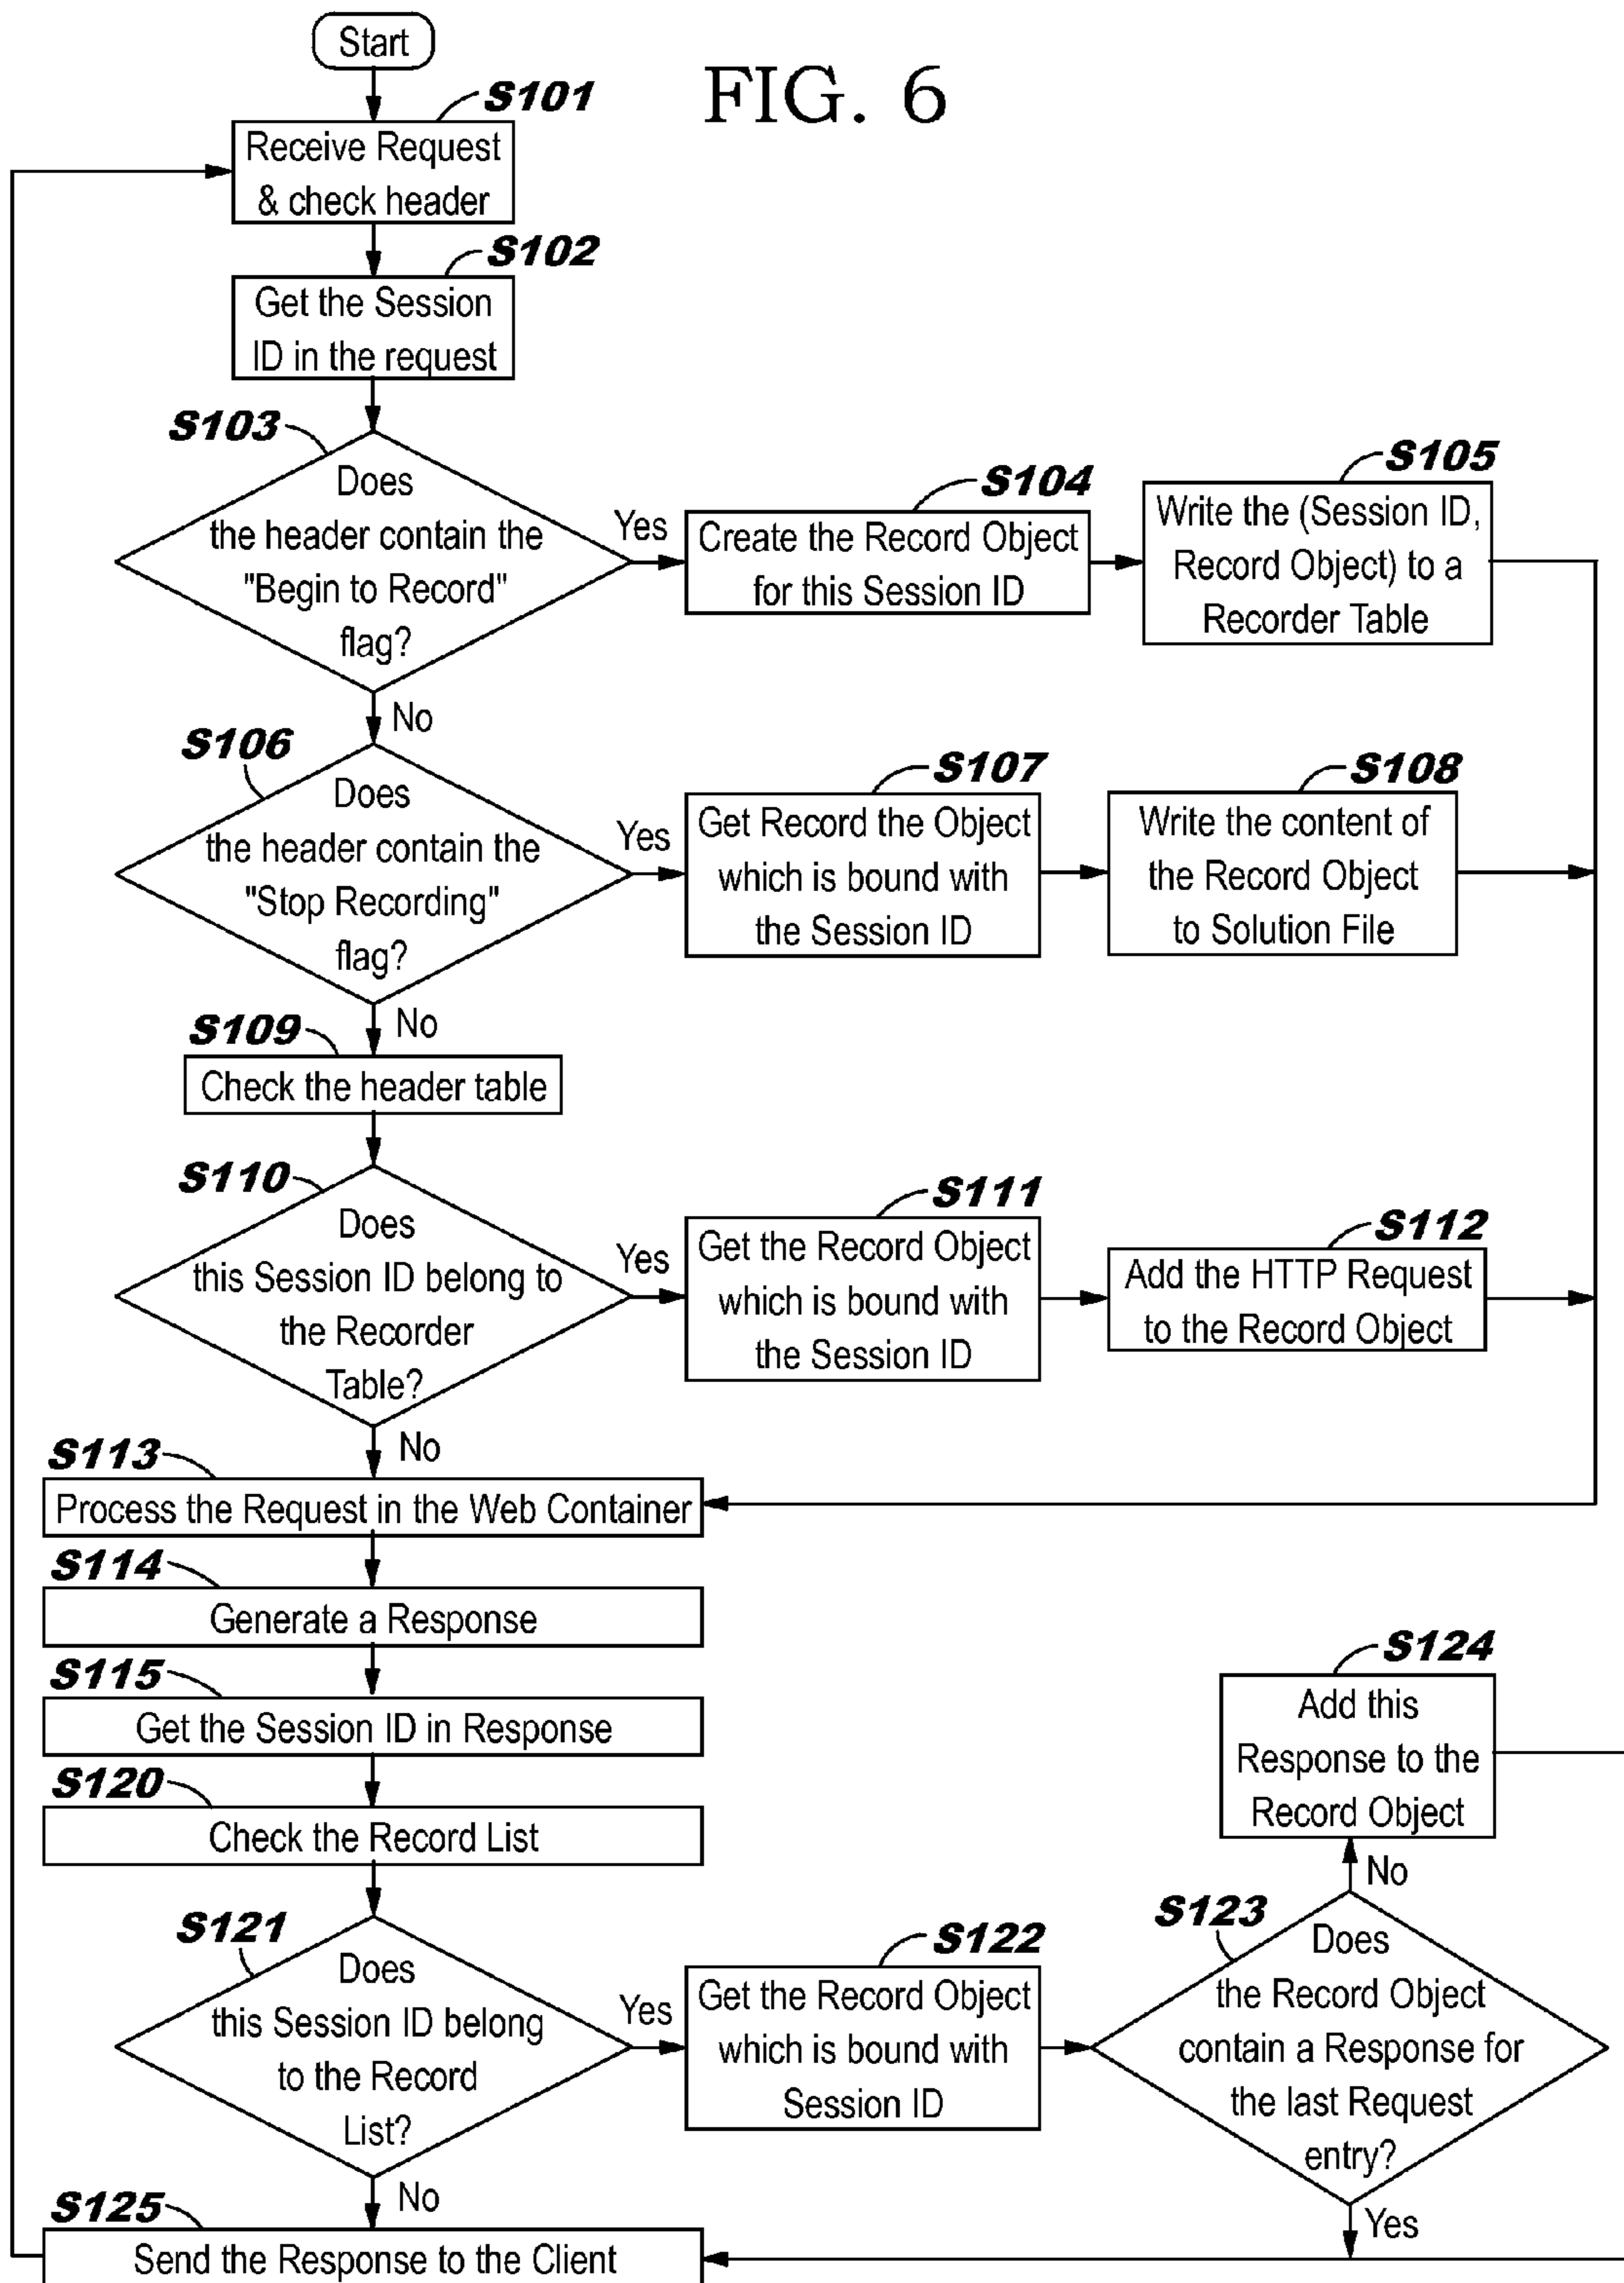 Start
FIG. 6
S101
Receive Request
& check header
S102
Get the Session
ID in the request
S103
Does
the header contain the
"Begin to Record"
flag?
Yes
S104
Create the Record Object
for this Session ID
S105
Write the (Session ID,
Record Object) to a
Recorder Table
No
S106
Does
the header contain the
"Stop Recording"
flag?
Yes
S107
Get Record the Object
which is bound with
the Session ID
S108
Write the content of
the Record Object
to Solution File
No
S109
Check the header table
S110
Does
this Session ID belong to
the Recorder
Table?
Yes
S111
Get the Record Object
which is bound with
the Session ID
S112
Add the HTTP Request
to the Record Object
No
S113
Process the Request in the Web Container
S114
Generate a Response
S115
Get the Session ID in Response
S120
Check the Record List
S121
Does
this Session ID belong
to the Record
List?
Yes
S122
Get the Record Object
which is bound with
Session ID
S123
Does
the Record Object
contain a Response for
the last Request
entry?
No
S124
Add this
Response to the
Record Object
Yes
No
S125
Send the Response to the Client